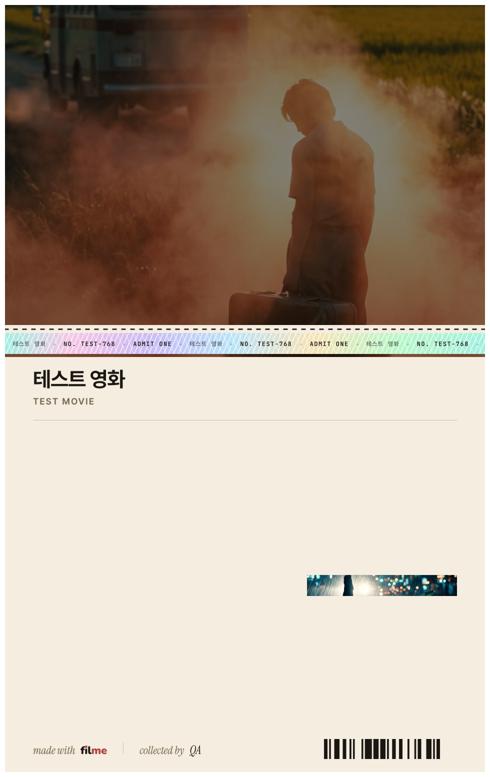 테스트 영화 NO. TEST-768 ADMIT ONE 테스트 영화 NO. TEST-768 ADMIT ONE 테스트 영화 NO. TEST-768
테스트 영화
TEST MOVIE
made with filme collected by QA